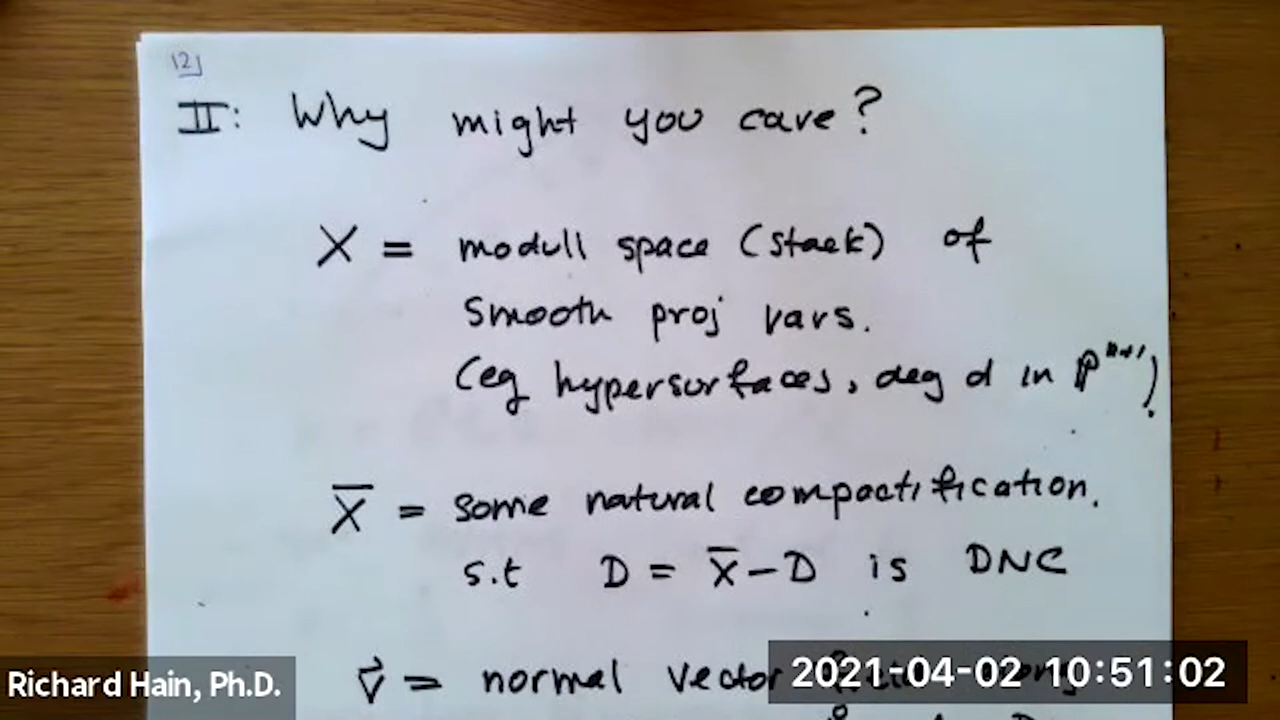 12
II: Why might you care?
X = moduli space (stack) of
smooth proj vars.
(eg hypersurfaces, deg d in ℙⁿ⁺¹)
X̄ = some natural compactification.
s.t D = X̄ - D is DNC
v⃗ = normal vector
Richard Hain, Ph.D.
2021-04-02 10:51:02